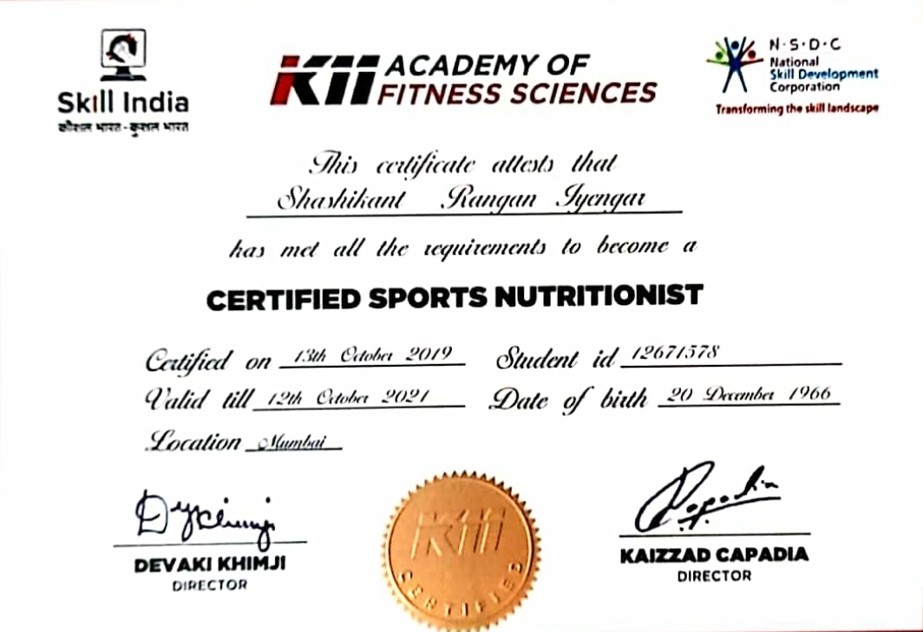 Skill India
कौशल भारत - कुशल भारत
K11 ACADEMY OF
FITNESS SCIENCES
N·S·D·C
National
Skill Development
Corporation
Transforming the skill landscape
This certificate attests that
Shashikant Rangan Iyengar
has met all the requirements to become a
CERTIFIED SPORTS NUTRITIONIST
Certified on 13th October 2019 Student id 12671578
Valid till 12th October 2021 Date of birth 20 December 1966
Location Mumbai
DEVAKI KHIMJI
DIRECTOR
K11
CERTIFIED
KAIZZAD CAPADIA
DIRECTOR